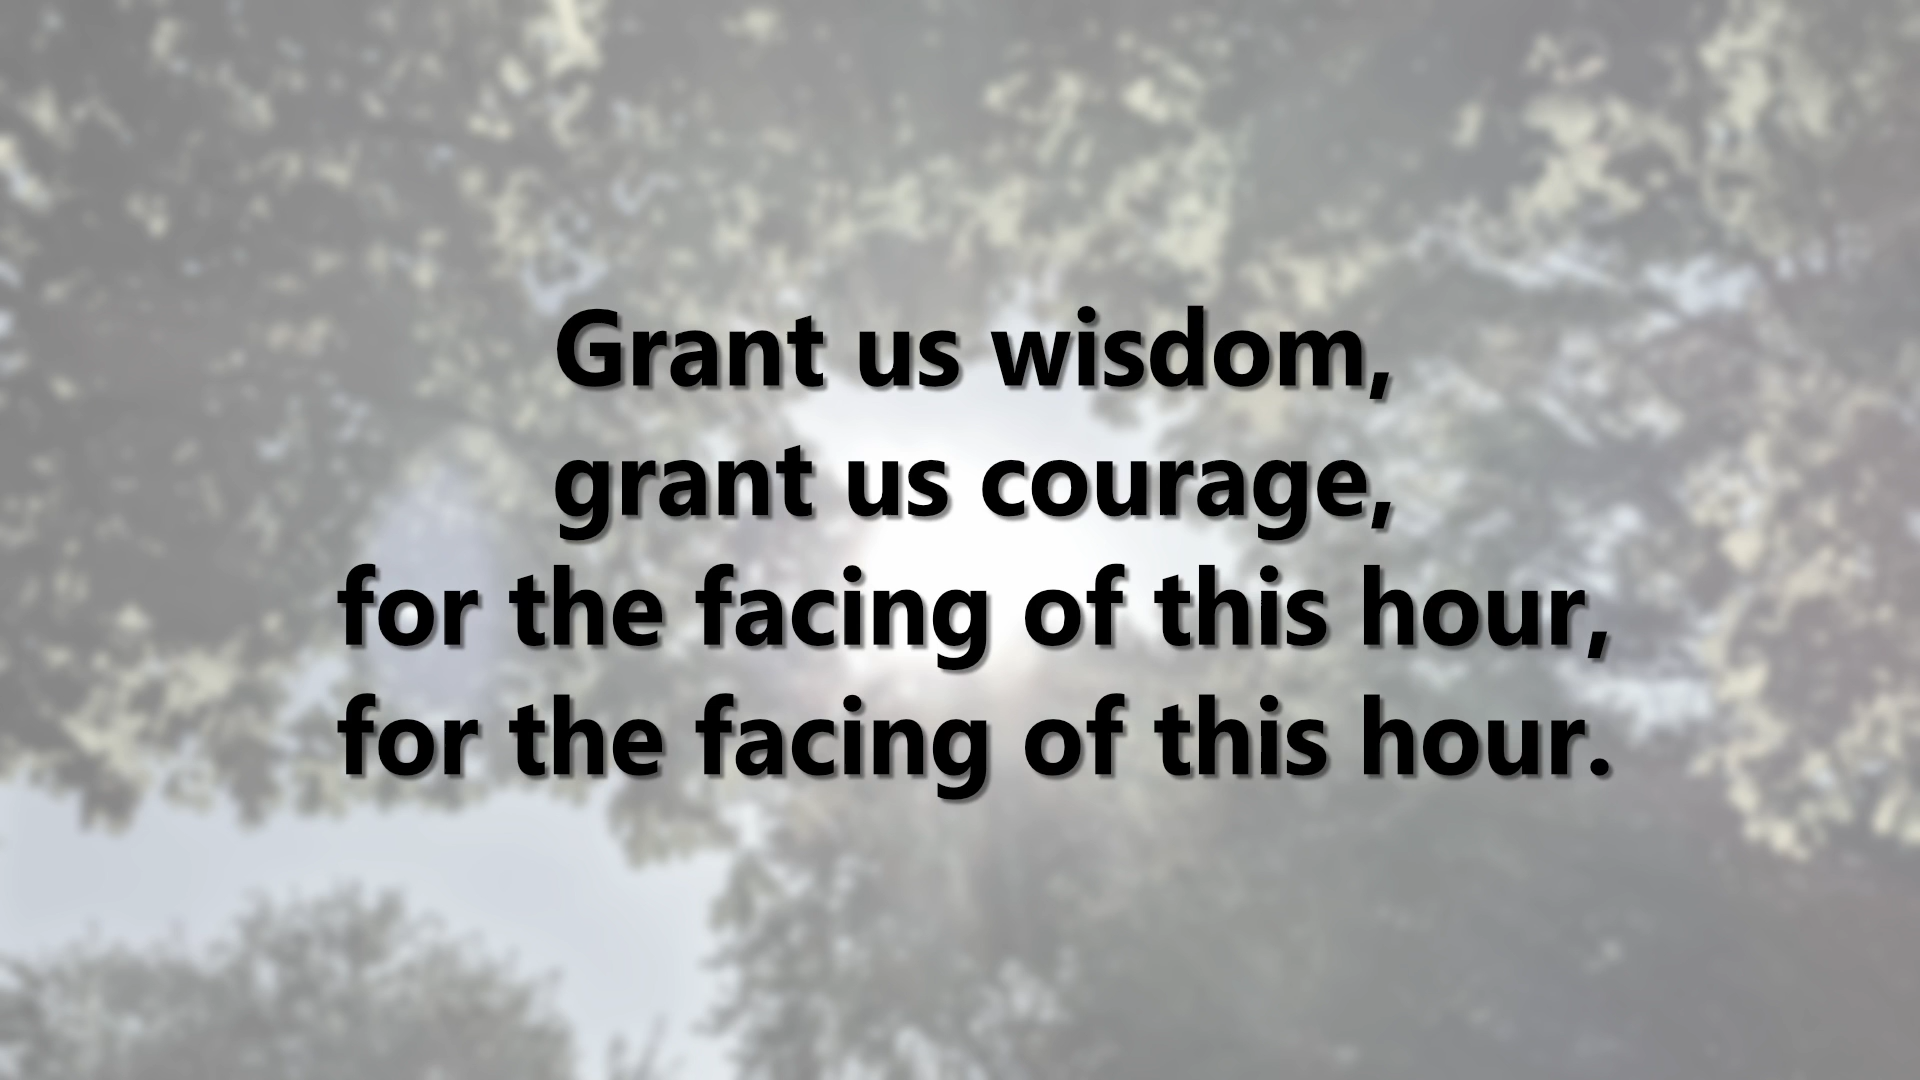 Grant us wisdom,
grant us courage,
for the facing of this hour,
for the facing of this hour.